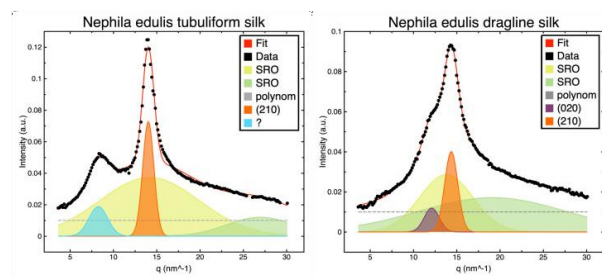 Nephila edulis tubuliform silk
0.12
0.1
0.08
0.06
0.04
0.02
0
Intensity (a.u.)
Fit
Data
SRO
SRO
polynom
(210)
?
5 10 15 20 25 30
q (nm^-1)
Nephila edulis dragline silk
0.1
0.08
0.06
0.04
0.02
0
Intensity (a.u.)
Fit
Data
SRO
SRO
polynom
(020)
(210)
5 10 15 20 25 30
q (nm^-1)